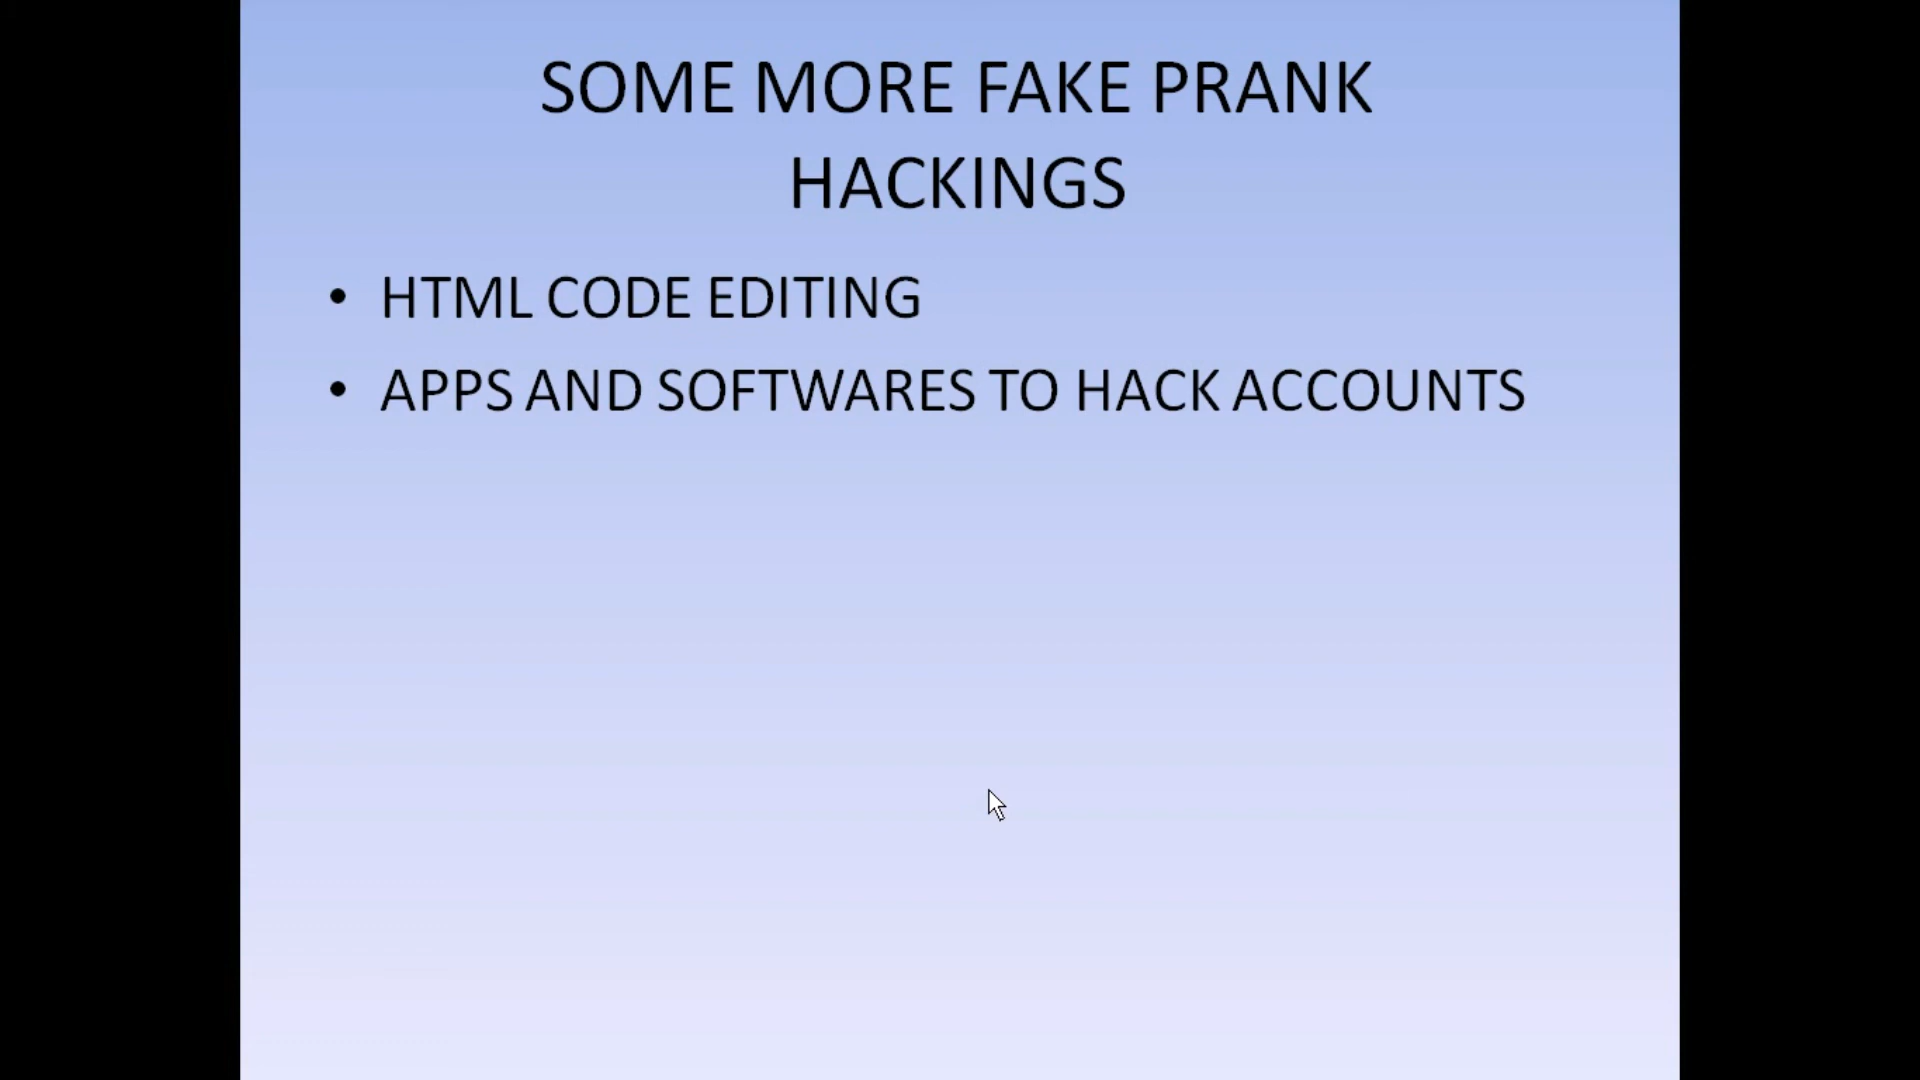 SOME MORE FAKE PRANK
HACKINGS
• HTML CODE EDITING
• APPS AND SOFTWARES TO HACK ACCOUNTS